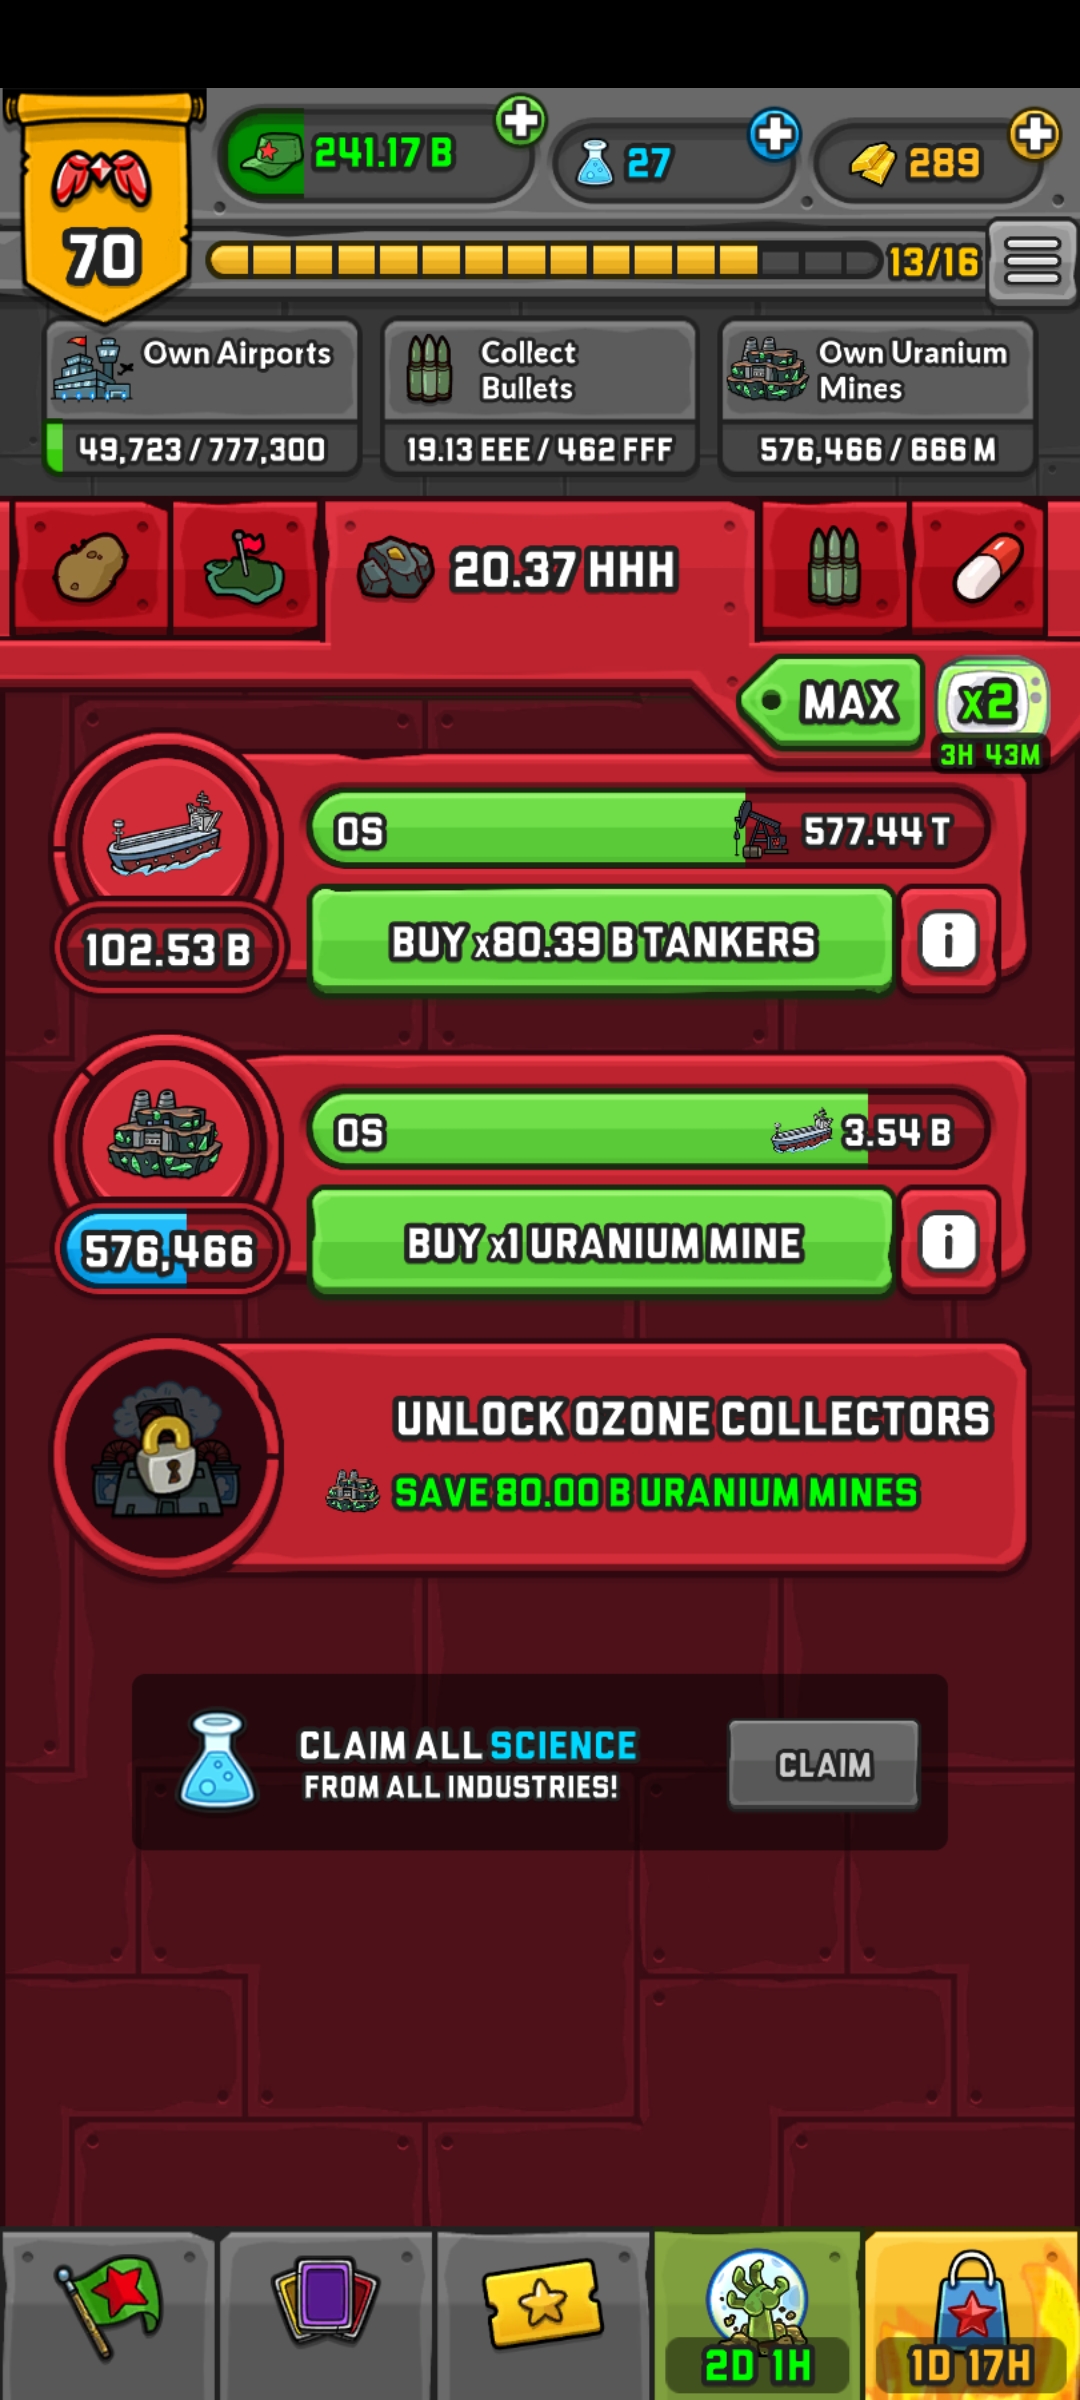 241.17 B
27
289
70
13/16
Own Airports
49,723 / 777,300
Collect
Bullets
19.13 EEE / 462 FFF
Own Uranium
Mines
576,466 / 666 M
20.37 HHH
MAX
x2
3H 43M
0S
577.44 T
102.53 B
BUY x80.39 B TANKERS
i
0S
3.54 B
576,466
BUY x1 URANIUM MINE
i
UNLOCK OZONE COLLECTORS
SAVE 80.00 B URANIUM MINES
CLAIM ALL SCIENCE
FROM ALL INDUSTRIES!
CLAIM
2D 1H
1D 17H